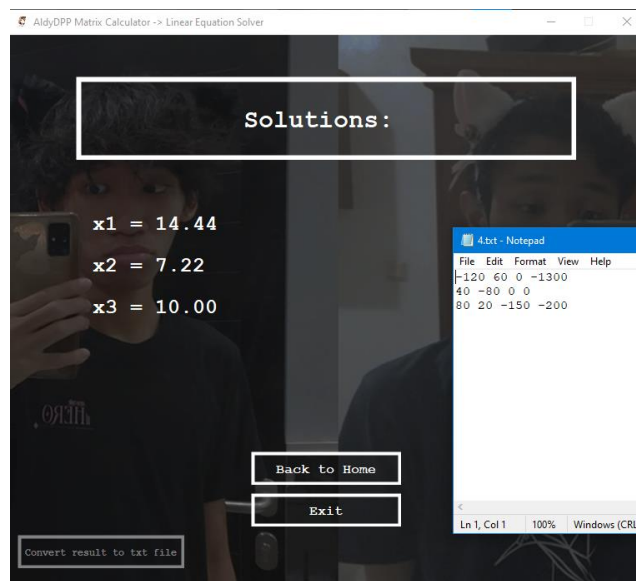 AldyDPP Matrix Calculator -> Linear Equation Solver
Solutions:
x1 = 14.44
x2 = 7.22
x3 = 10.00
Back to Home
Exit
Convert result to txt file
4.txt - Notepad
File Edit Format View Help
-120 60 0 -1300
40 -80 0 0
80 20 -150 -200
Ln 1, Col 1 100% Windows (CRL